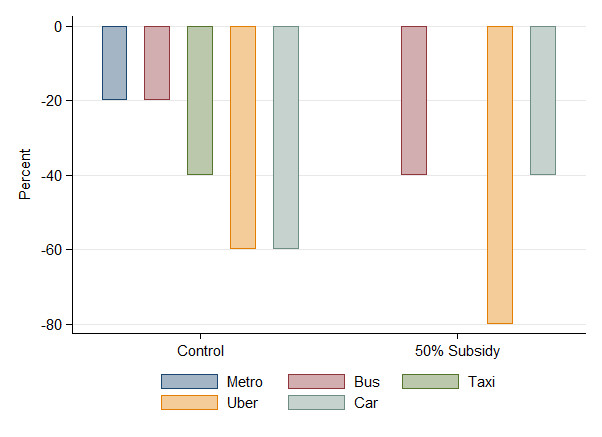 0
-20
-40
-60
-80
Percent
Control 50% Subsidy
Metro Bus Taxi
Uber Car